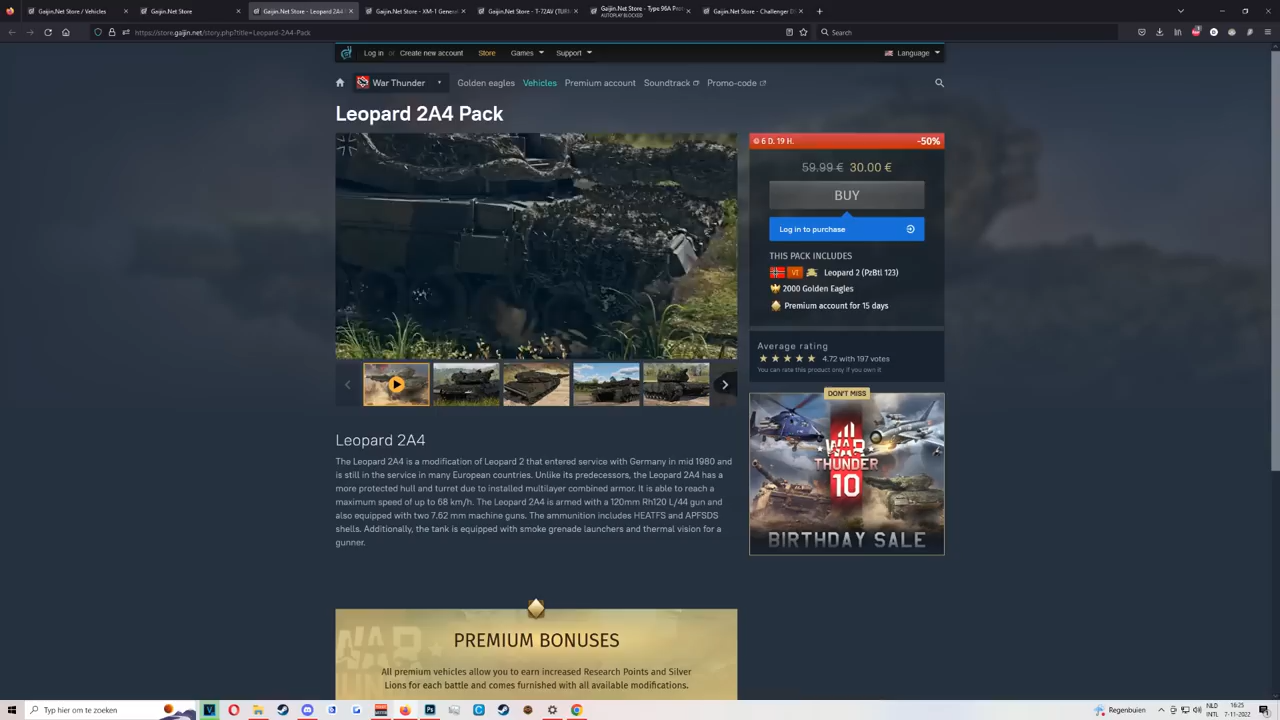 Gaijin.Net Store / Vehicles
Gaijin.Net Store
Gaijin.Net Store - Leopard 2A4
Gaijin.Net Store - XM-1 Genera
Gaijin.Net Store - T-72AV (TUR
Gaijin.Net Store - Type 96A Pac
AUTOPLAY BLOCKED
Gaijin.Net Store - Challenger DS
https://store.gaijin.net/story.php?title=Leopard-2A4-Pack
Search
Log in or Create new account Store Games Support Language
War Thunder Golden eagles Vehicles Premium account Soundtrack Promo-code
Leopard 2A4 Pack
6 D. 19 H. -50%
59.99 € 30.00 €
BUY
Log in to purchase
THIS PACK INCLUDES
VI Leopard 2 (PzBtl 123)
2000 Golden Eagles
Premium account for 15 days
Average rating
4.72 with 197 votes
You can rate this product only if you own it
DON'T MISS
WAR
THUNDER
10
BIRTHDAY SALE
Leopard 2A4
The Leopard 2A4 is a modification of Leopard 2 that entered service with Germany in mid 1980 and
is still in the service in many European countries. Unlike its predecessors, the Leopard 2A4 has a
more protected hull and turret due to installed multilayer combined armor. It is able to reach a
maximum speed of up to 68 km/h. The Leopard 2A4 is armed with a 120mm Rh120 L/44 gun and
also equipped with two 7.62 mm machine guns. The ammunition includes HEATFS and APFSDS
shells. Additionally, the tank is equipped with smoke grenade launchers and thermal vision for a
gunner.
PREMIUM BONUSES
All premium vehicles allow you to earn increased Research Points and Silver
Lions for each battle and comes furnished with all available modifications.
Typ hier om te zoeken
Regenbuien
NLD
INTL
16:25
7-11-2022